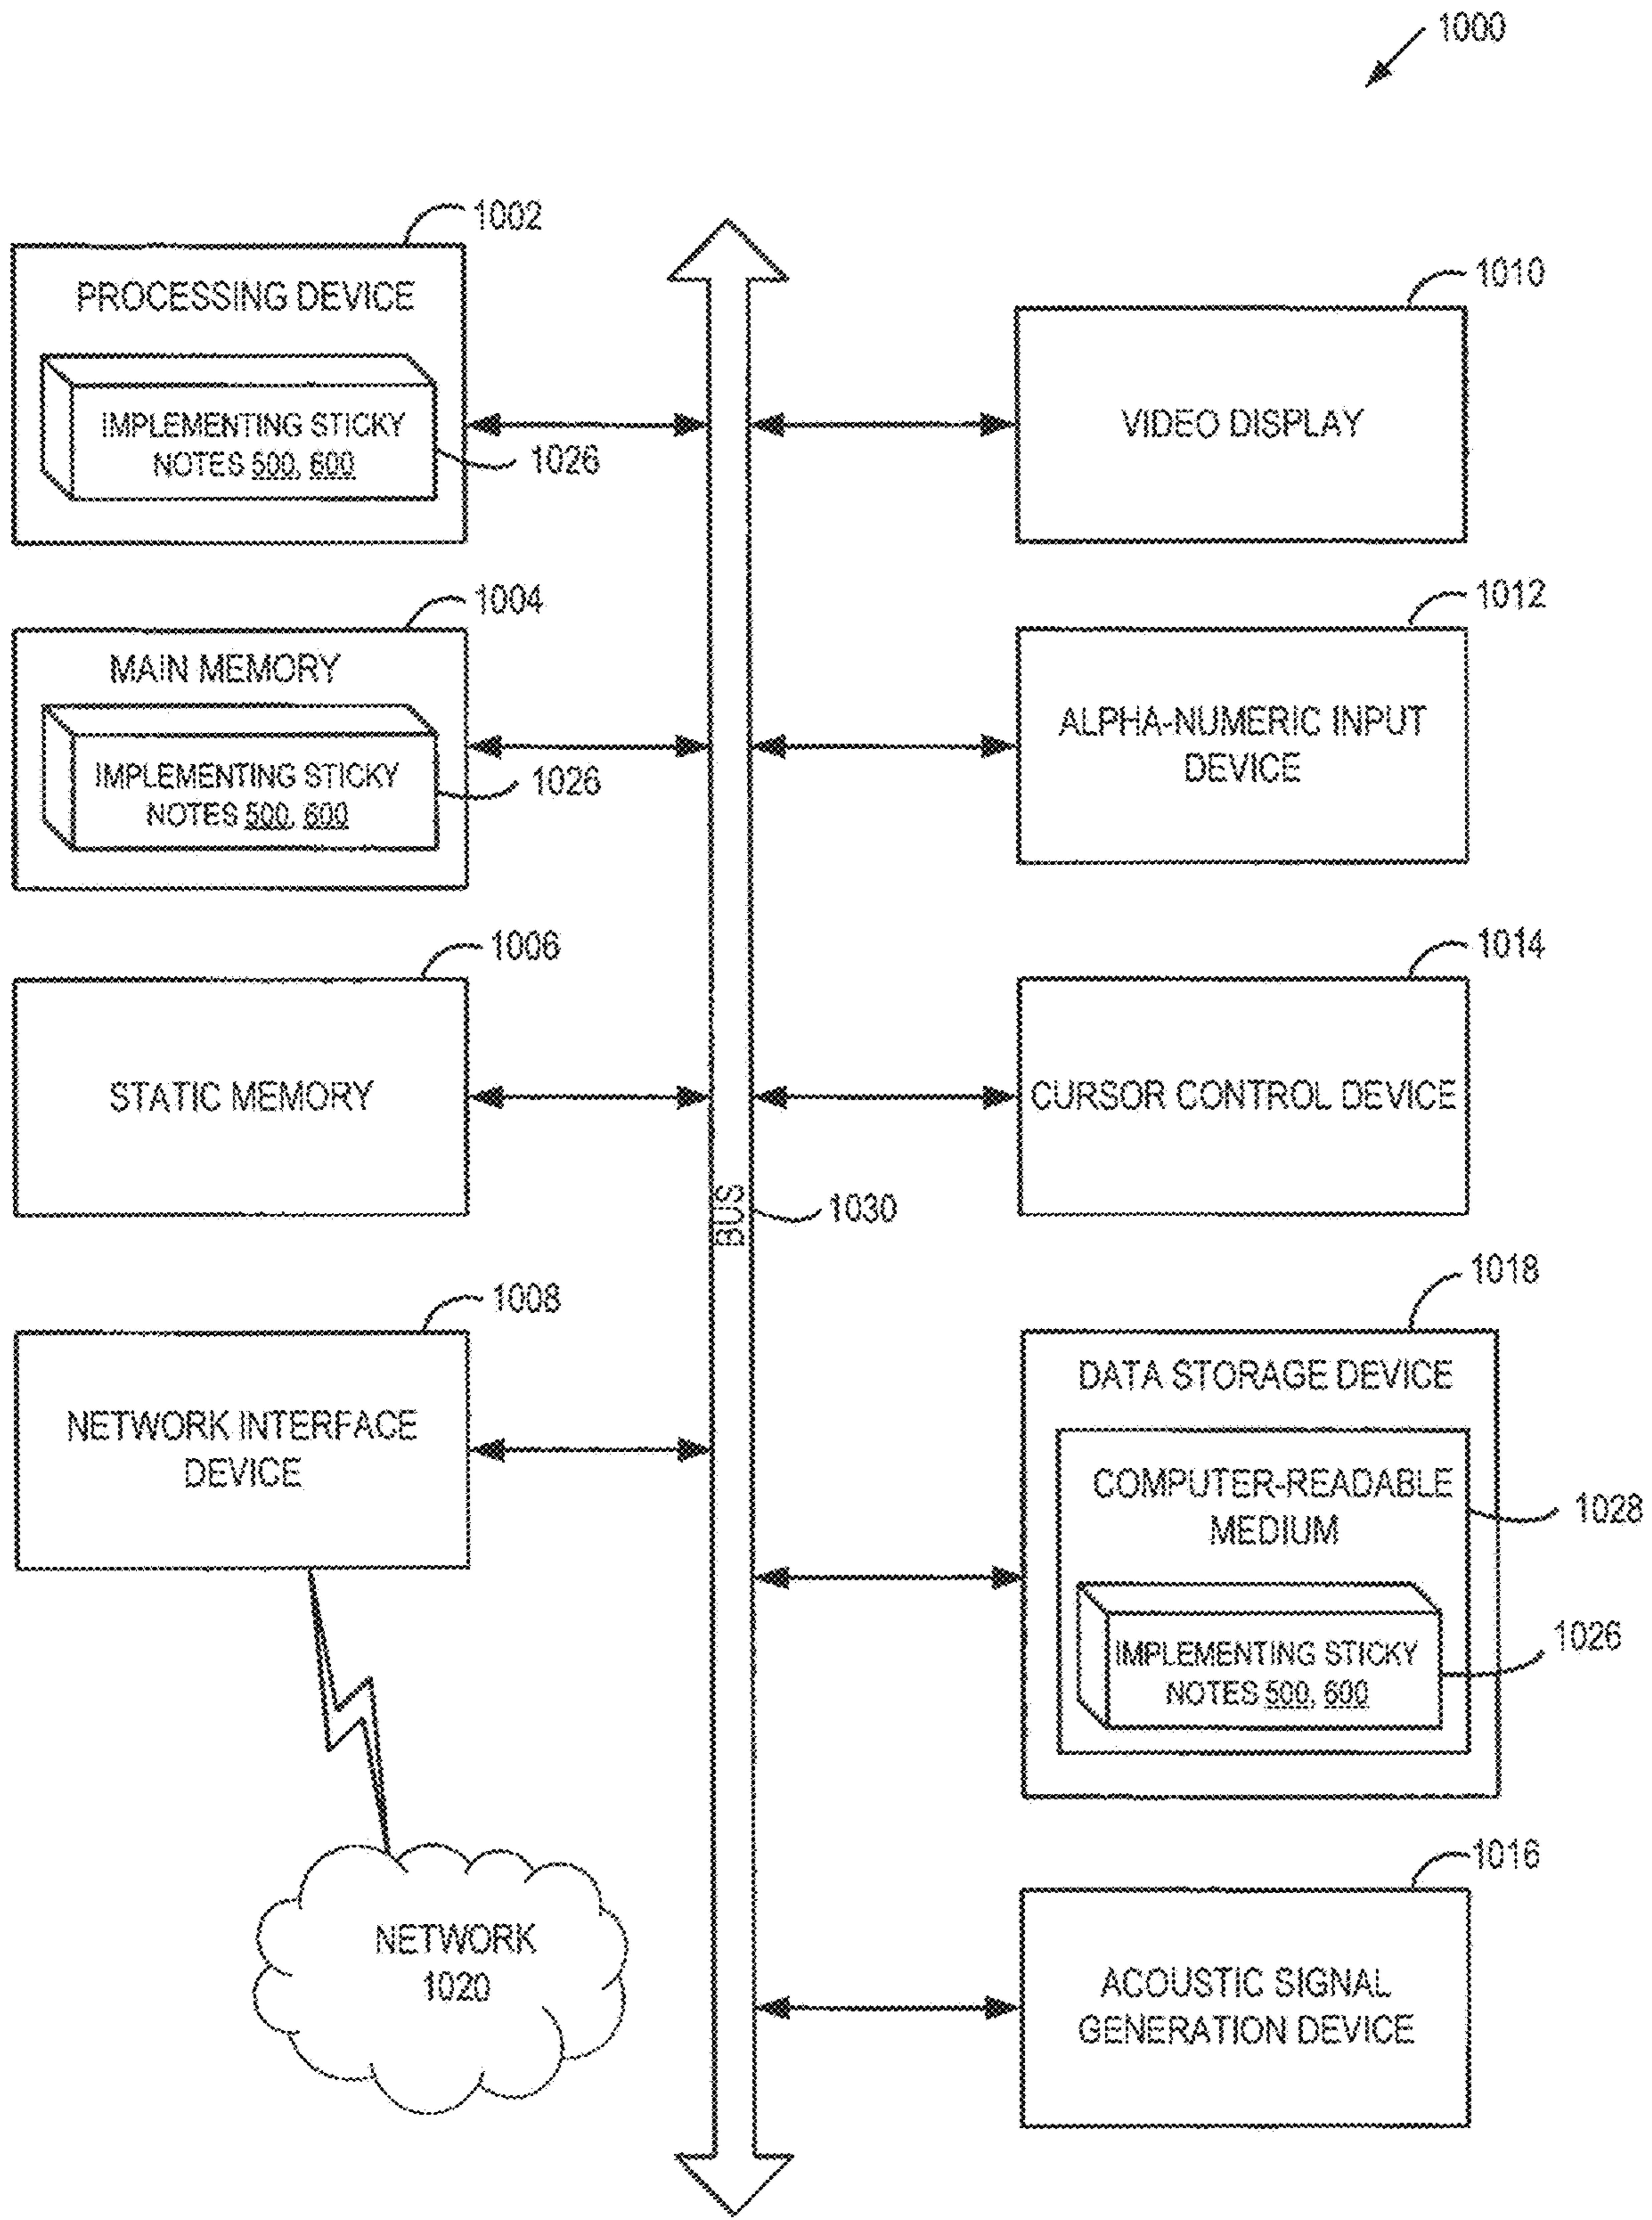 1000
1002
PROCESSING DEVICE
IMPLEMENTING STICKY
NOTES 500, 600
1026
1004
MAIN MEMORY
IMPLEMENTING STICKY
NOTES 500, 600
1026
1006
STATIC MEMORY
1008
NETWORK INTERFACE
DEVICE
NETWORK
1020
BUS
1030
1010
VIDEO DISPLAY
1012
ALPHA-NUMERIC INPUT
DEVICE
1014
CURSOR CONTROL DEVICE
1018
DATA STORAGE DEVICE
COMPUTER-READABLE
MEDIUM
1028
IMPLEMENTING STICKY
NOTES 500, 600
1026
1016
ACOUSTIC SIGNAL
GENERATION DEVICE